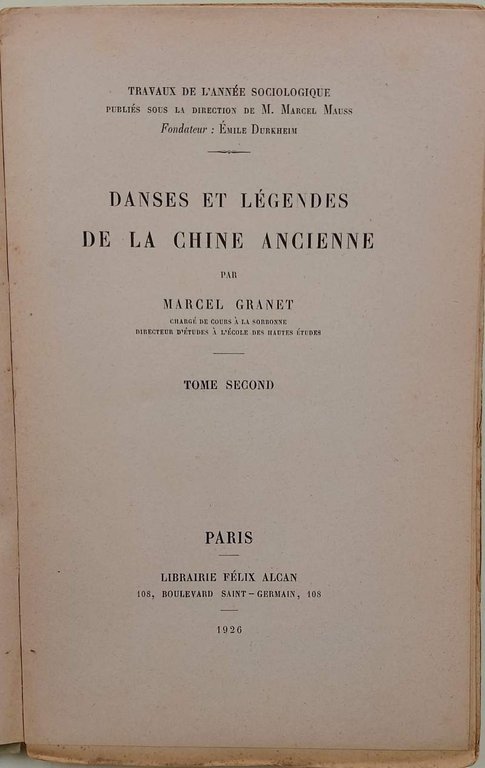 TRAVAUX DE L'ANNÉE SOCIOLOGIQUE
PUBLIÉS SOUS LA DIRECTION DE M. MARCEL MAUSS
Fondateur : ÉMILE DURKHEIM
DANSES ET LÉGENDES
DE LA CHINE ANCIENNE
PAR
MARCEL GRANET
CHARGÉ DE COURS À LA SORBONNE
DIRECTEUR D'ÉTUDES À L'ÉCOLE DES HAUTES ÉTUDES
TOME SECOND
PARIS
LIBRAIRIE FÉLIX ALCAN
108, BOULEVARD SAINT-GERMAIN, 108
1926